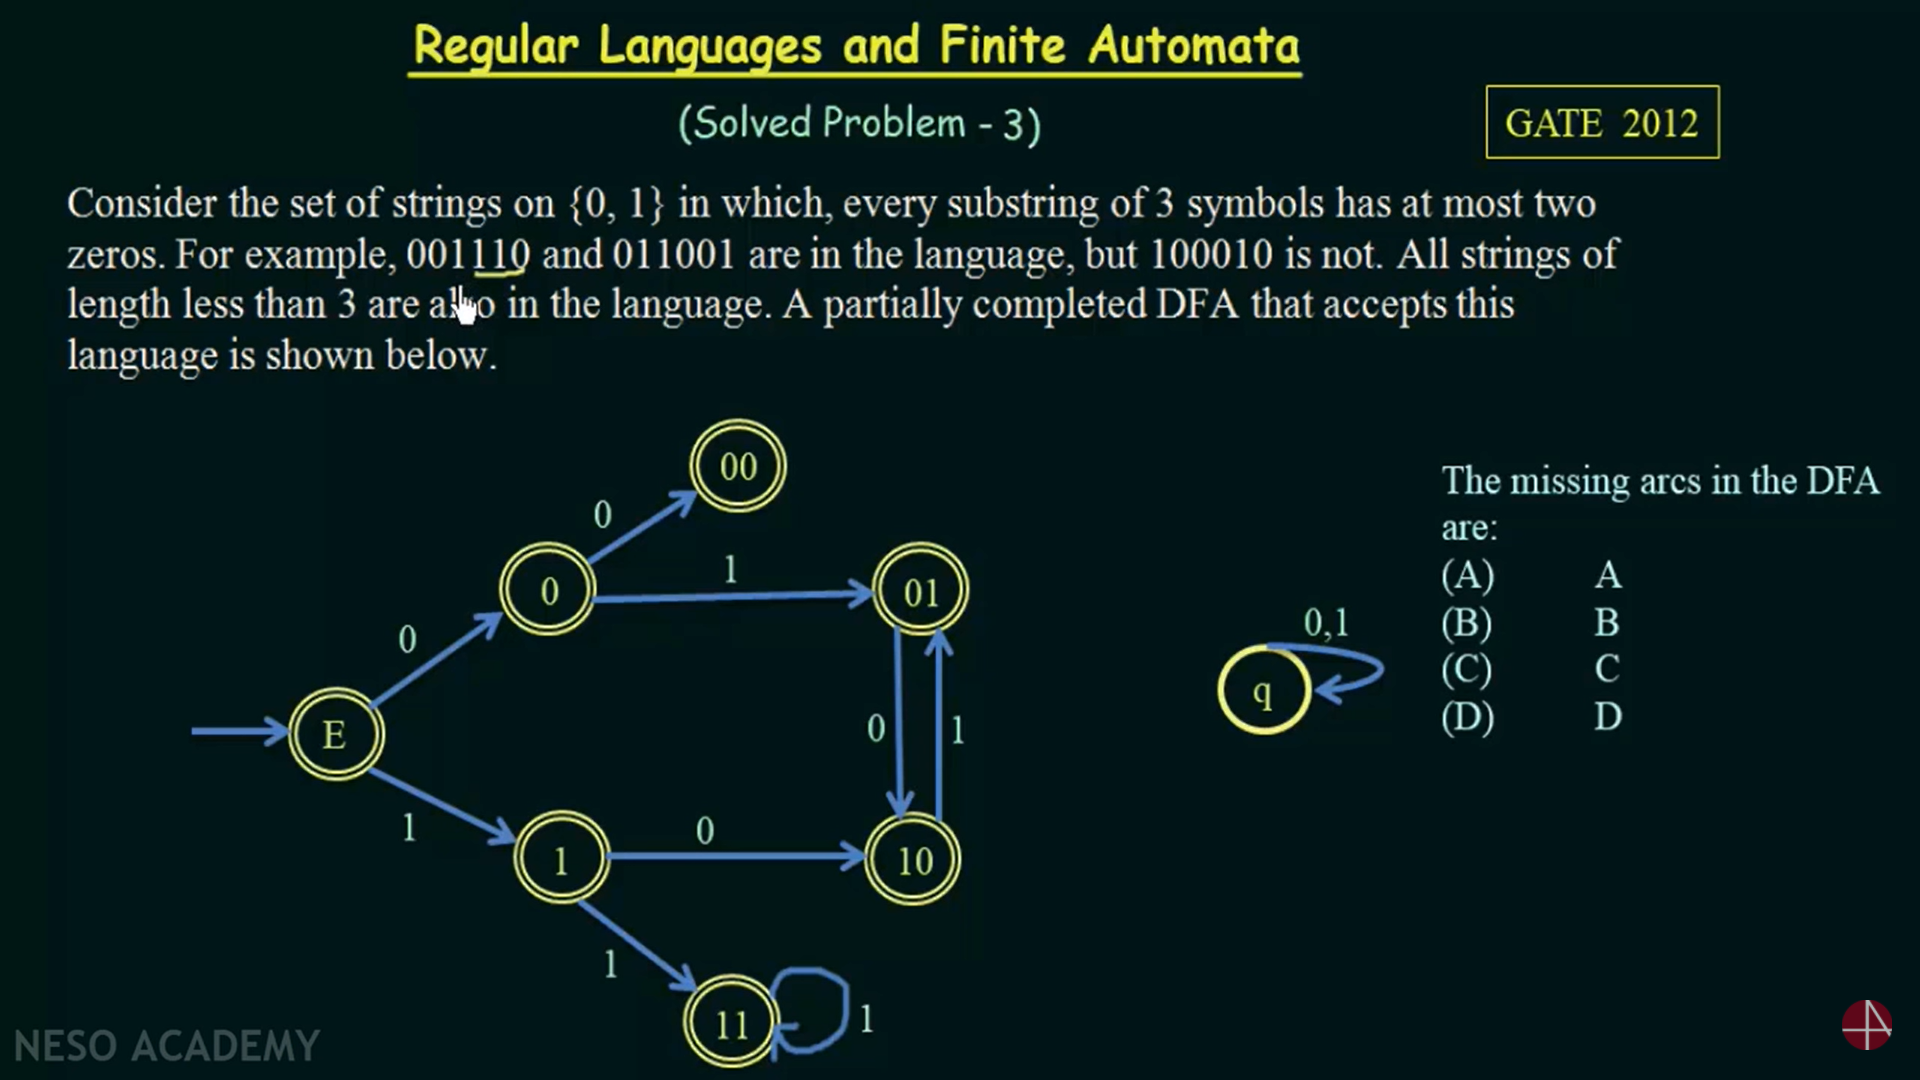 Regular Languages and Finite Automata
(Solved Problem - 3)
GATE 2012
Consider the set of strings on {0, 1} in which, every substring of 3 symbols has at most two
zeros. For example, 001110 and 011001 are in the language, but 100010 is not. All strings of
length less than 3 are also in the language. A partially completed DFA that accepts this
language is shown below.
00
The missing arcs in the DFA
are:
0
0
1
01
(A) A
0
0,1
(B) B
(C) C
q
(D) D
E
0
1
1
0
1
10
1
11
1
NESO ACADEMY